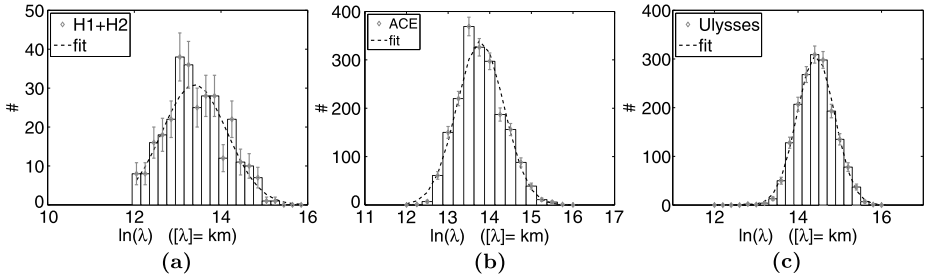 H1+H2
fit
#
50
40
30
20
10
0
10 12 14 16
ln(λ) ([λ]= km)
(a)
ACE
fit
#
400
300
200
100
0
11 12 13 14 15 16 17
ln(λ) ([λ]= km)
(b)
Ulysses
fit
#
400
300
200
100
0
12 14 16
ln(λ) ([λ]= km)
(c)